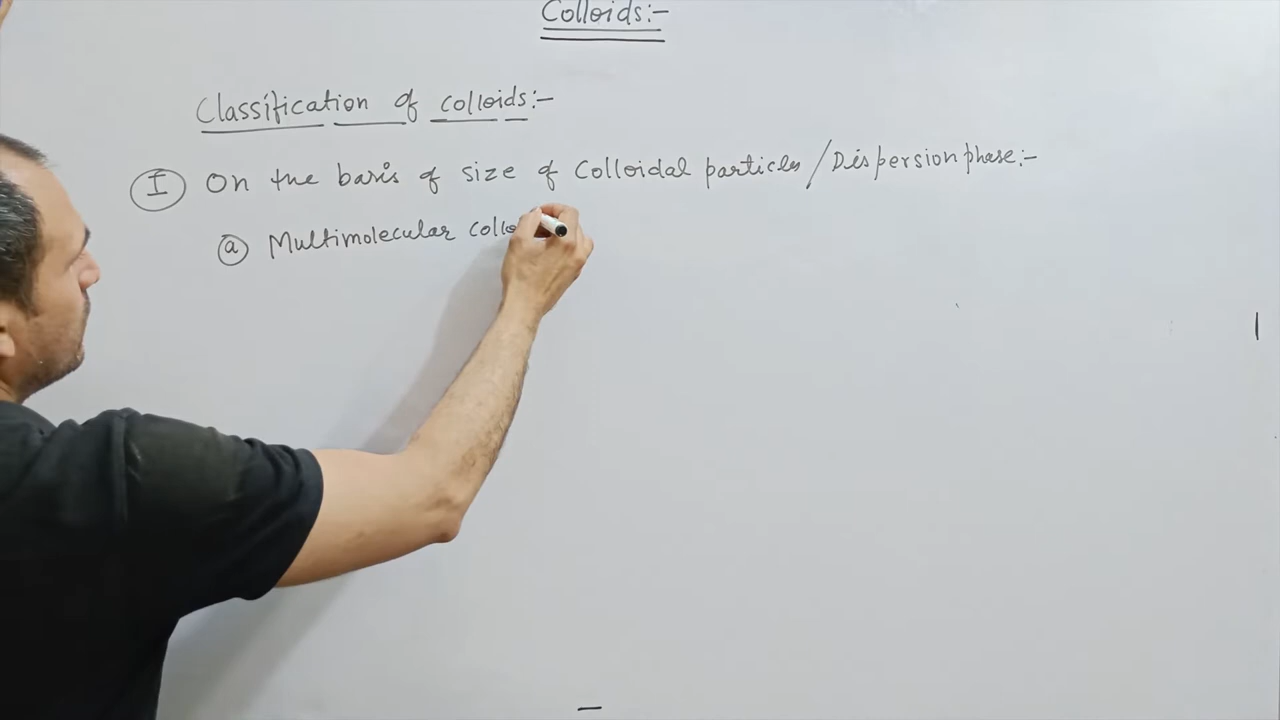 Colloids:-
Classification of colloids:-
I On the basis of size of Colloidal particles / Dispersion phase:-
a Multimolecular collo